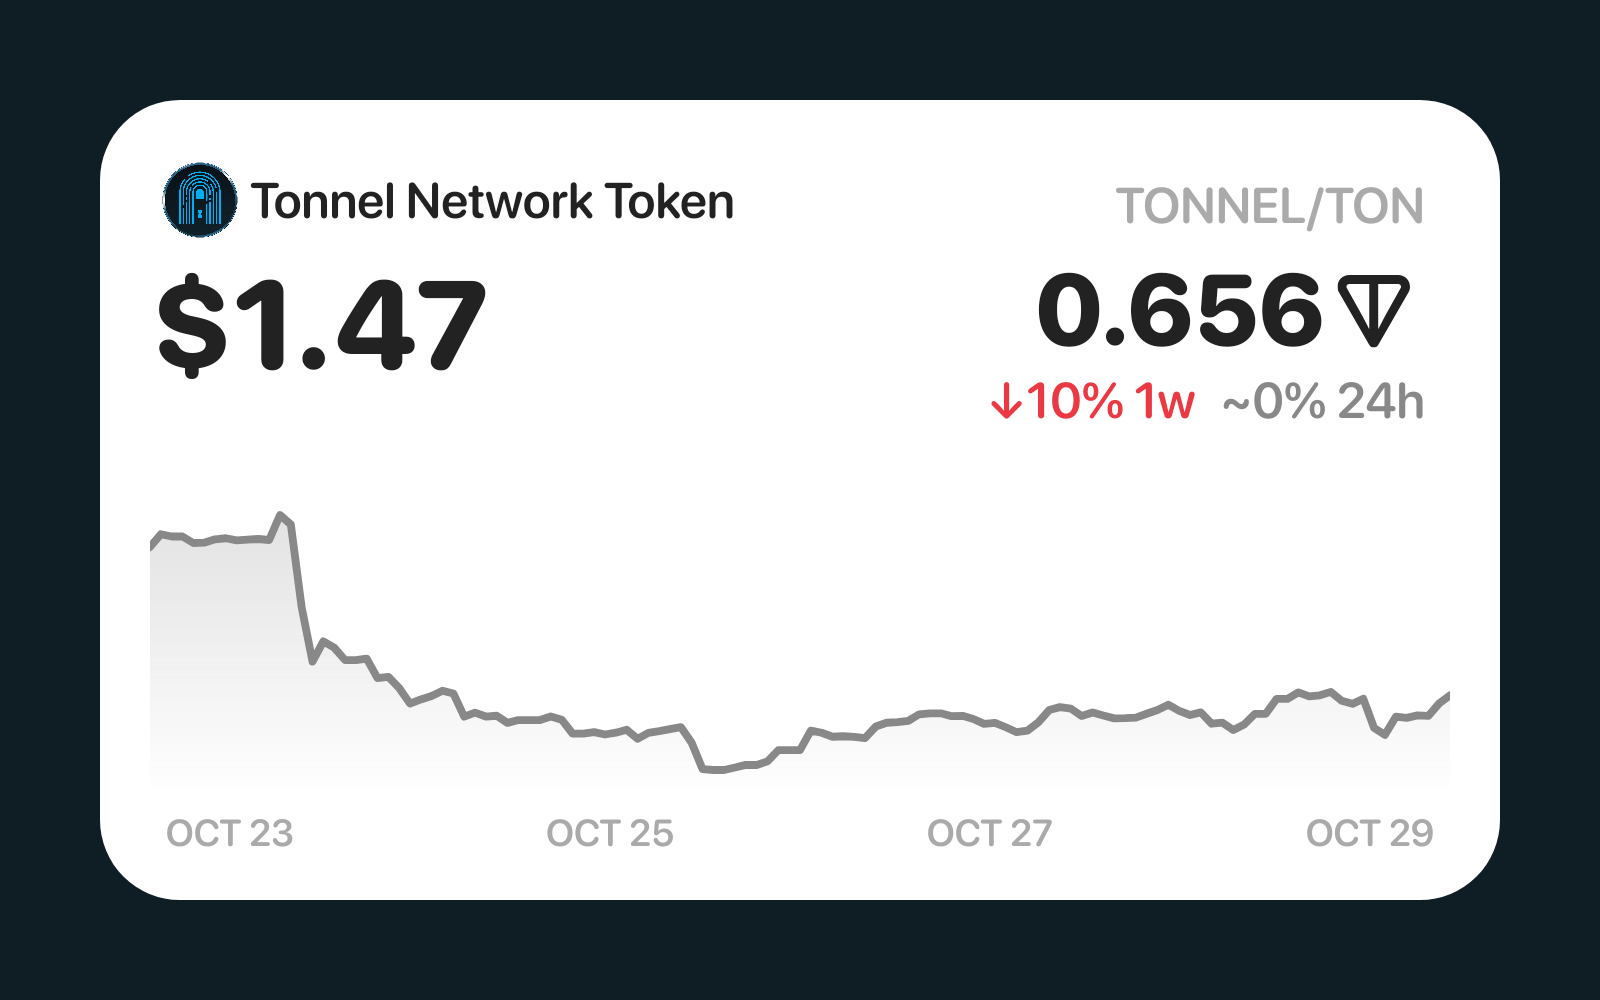 Tonnel Network Token
TONNEL/TON
$1.47
0.656
↓10% 1w ~0% 24h
OCT 23 OCT 25 OCT 27 OCT 29